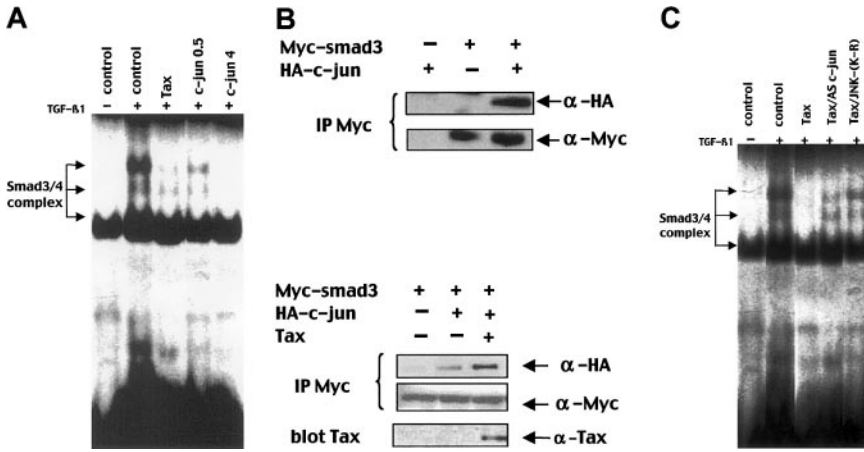 A
control
control
Tax
c-jun 0.5
c-jun 4
TGF-ß1 – + + + +
Smad3/4
complex
B
Myc-smad3 – + +
HA-c-jun + – +
IP Myc
α-HA
α-Myc
Myc-smad3 + + +
HA-c-jun – + +
Tax – – +
IP Myc
α-HA
α-Myc
blot Tax
α-Tax
C
control
control
Tax
Tax/AS c-jun
Tax/JNK-(K-R)
TGF-ß1 – + + + +
Smad3/4
complex